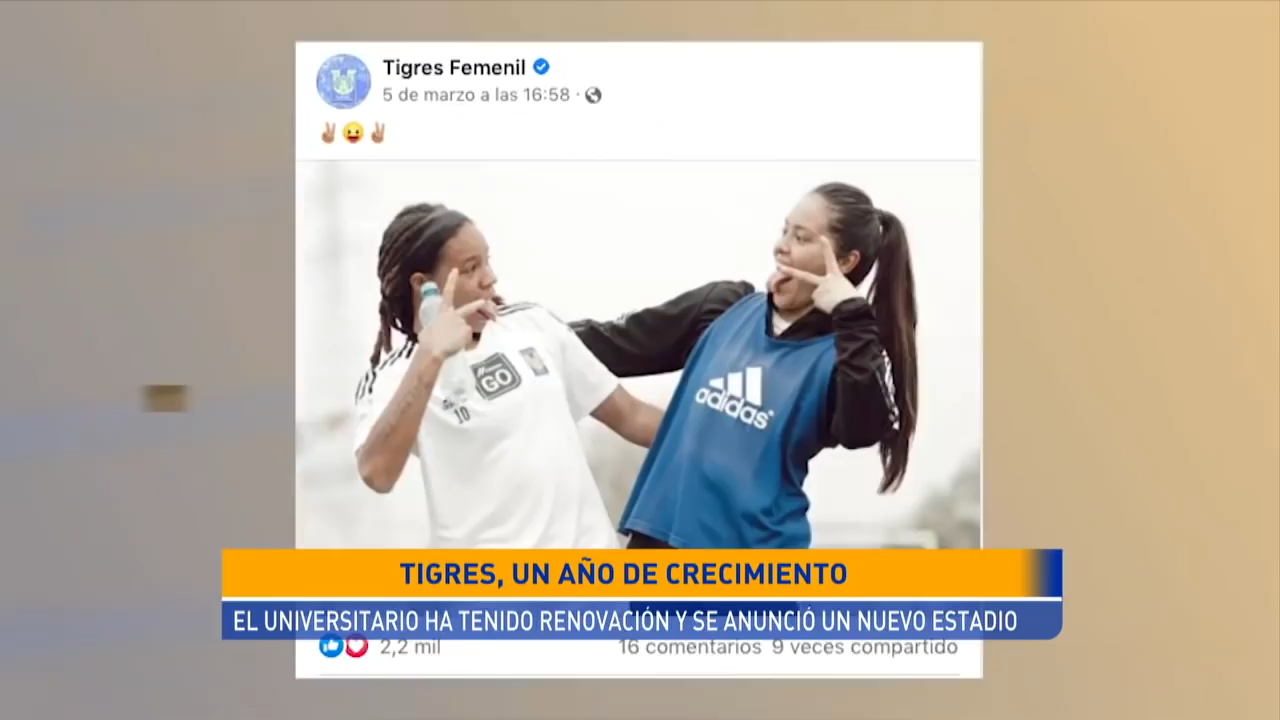 Tigres Femenil
5 de marzo a las 16:58 ·
✌🏽😝✌🏽
GO
10
adidas
TIGRES, UN AÑO DE CRECIMIENTO
EL UNIVERSITARIO HA TENIDO RENOVACIÓN Y SE ANUNCIÓ UN NUEVO ESTADIO
2,2 mil
16 comentarios 9 veces compartido